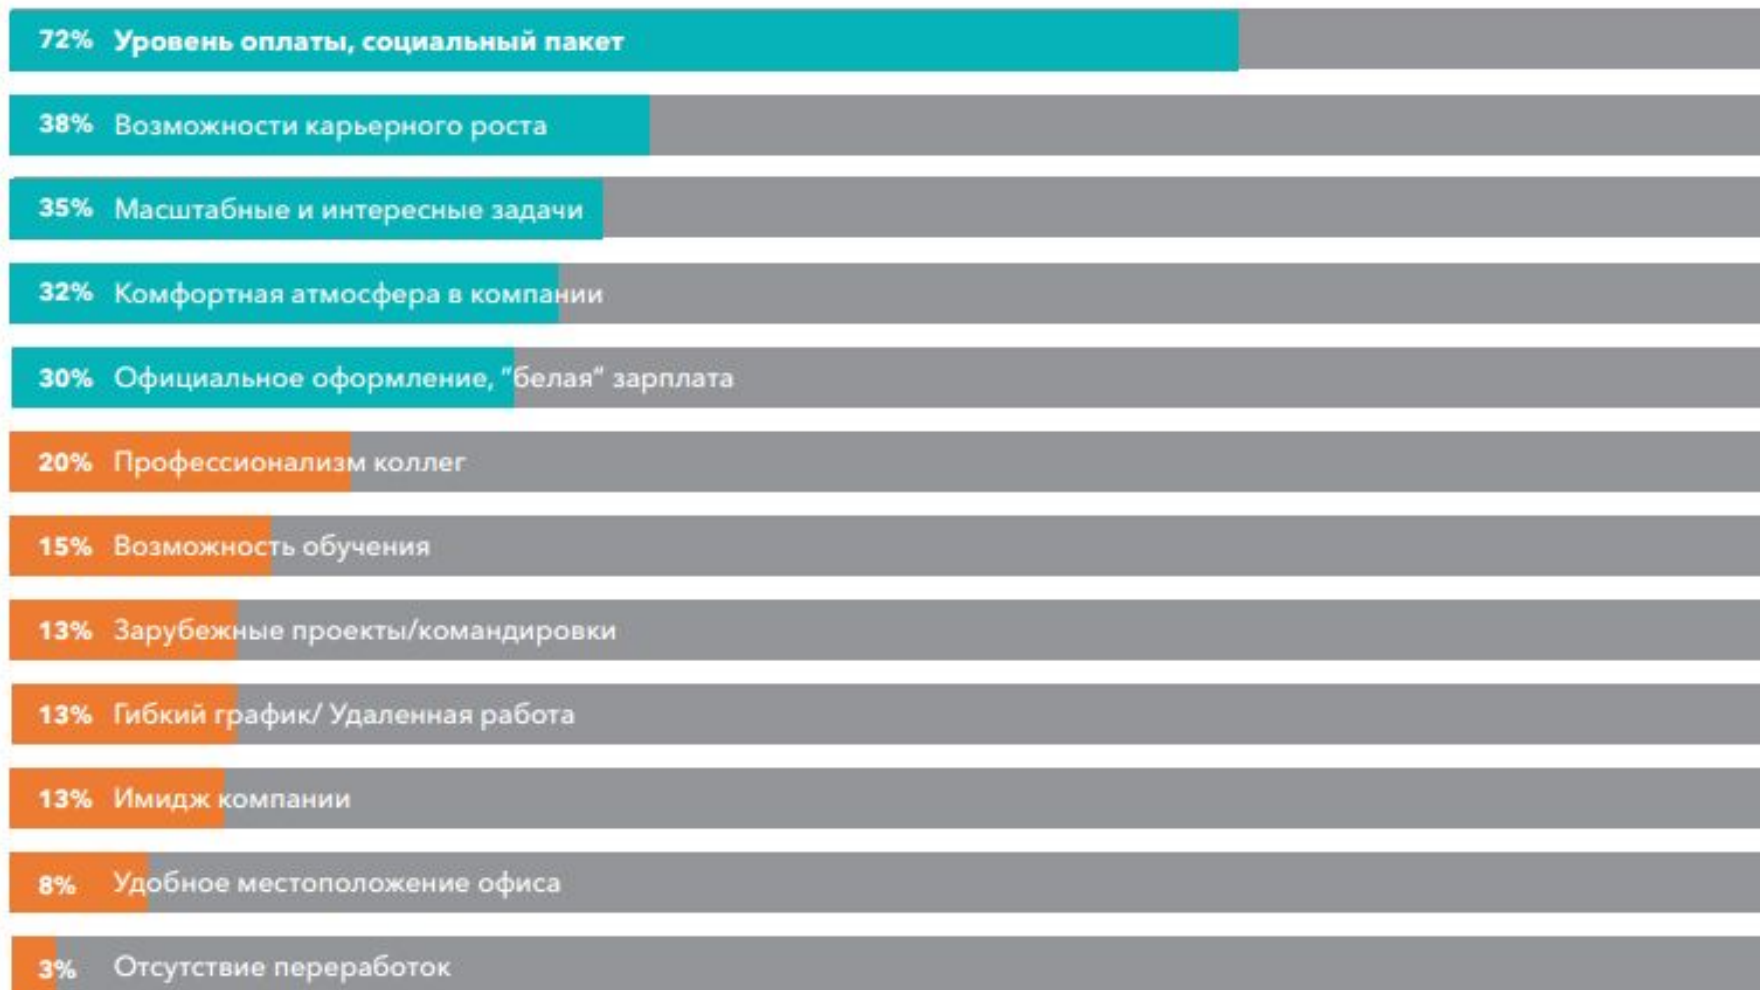 72% Уровень оплаты, социальный пакет
38% Возможности карьерного роста
35% Масштабные и интересные задачи
32% Комфортная атмосфера в компании
30% Официальное оформление, "белая" зарплата
20% Профессионализм коллег
15% Возможность обучения
13% Зарубежные проекты/командировки
13% Гибкий график/ Удаленная работа
13% Имидж компании
8% Удобное местоположение офиса
3% Отсутствие переработок